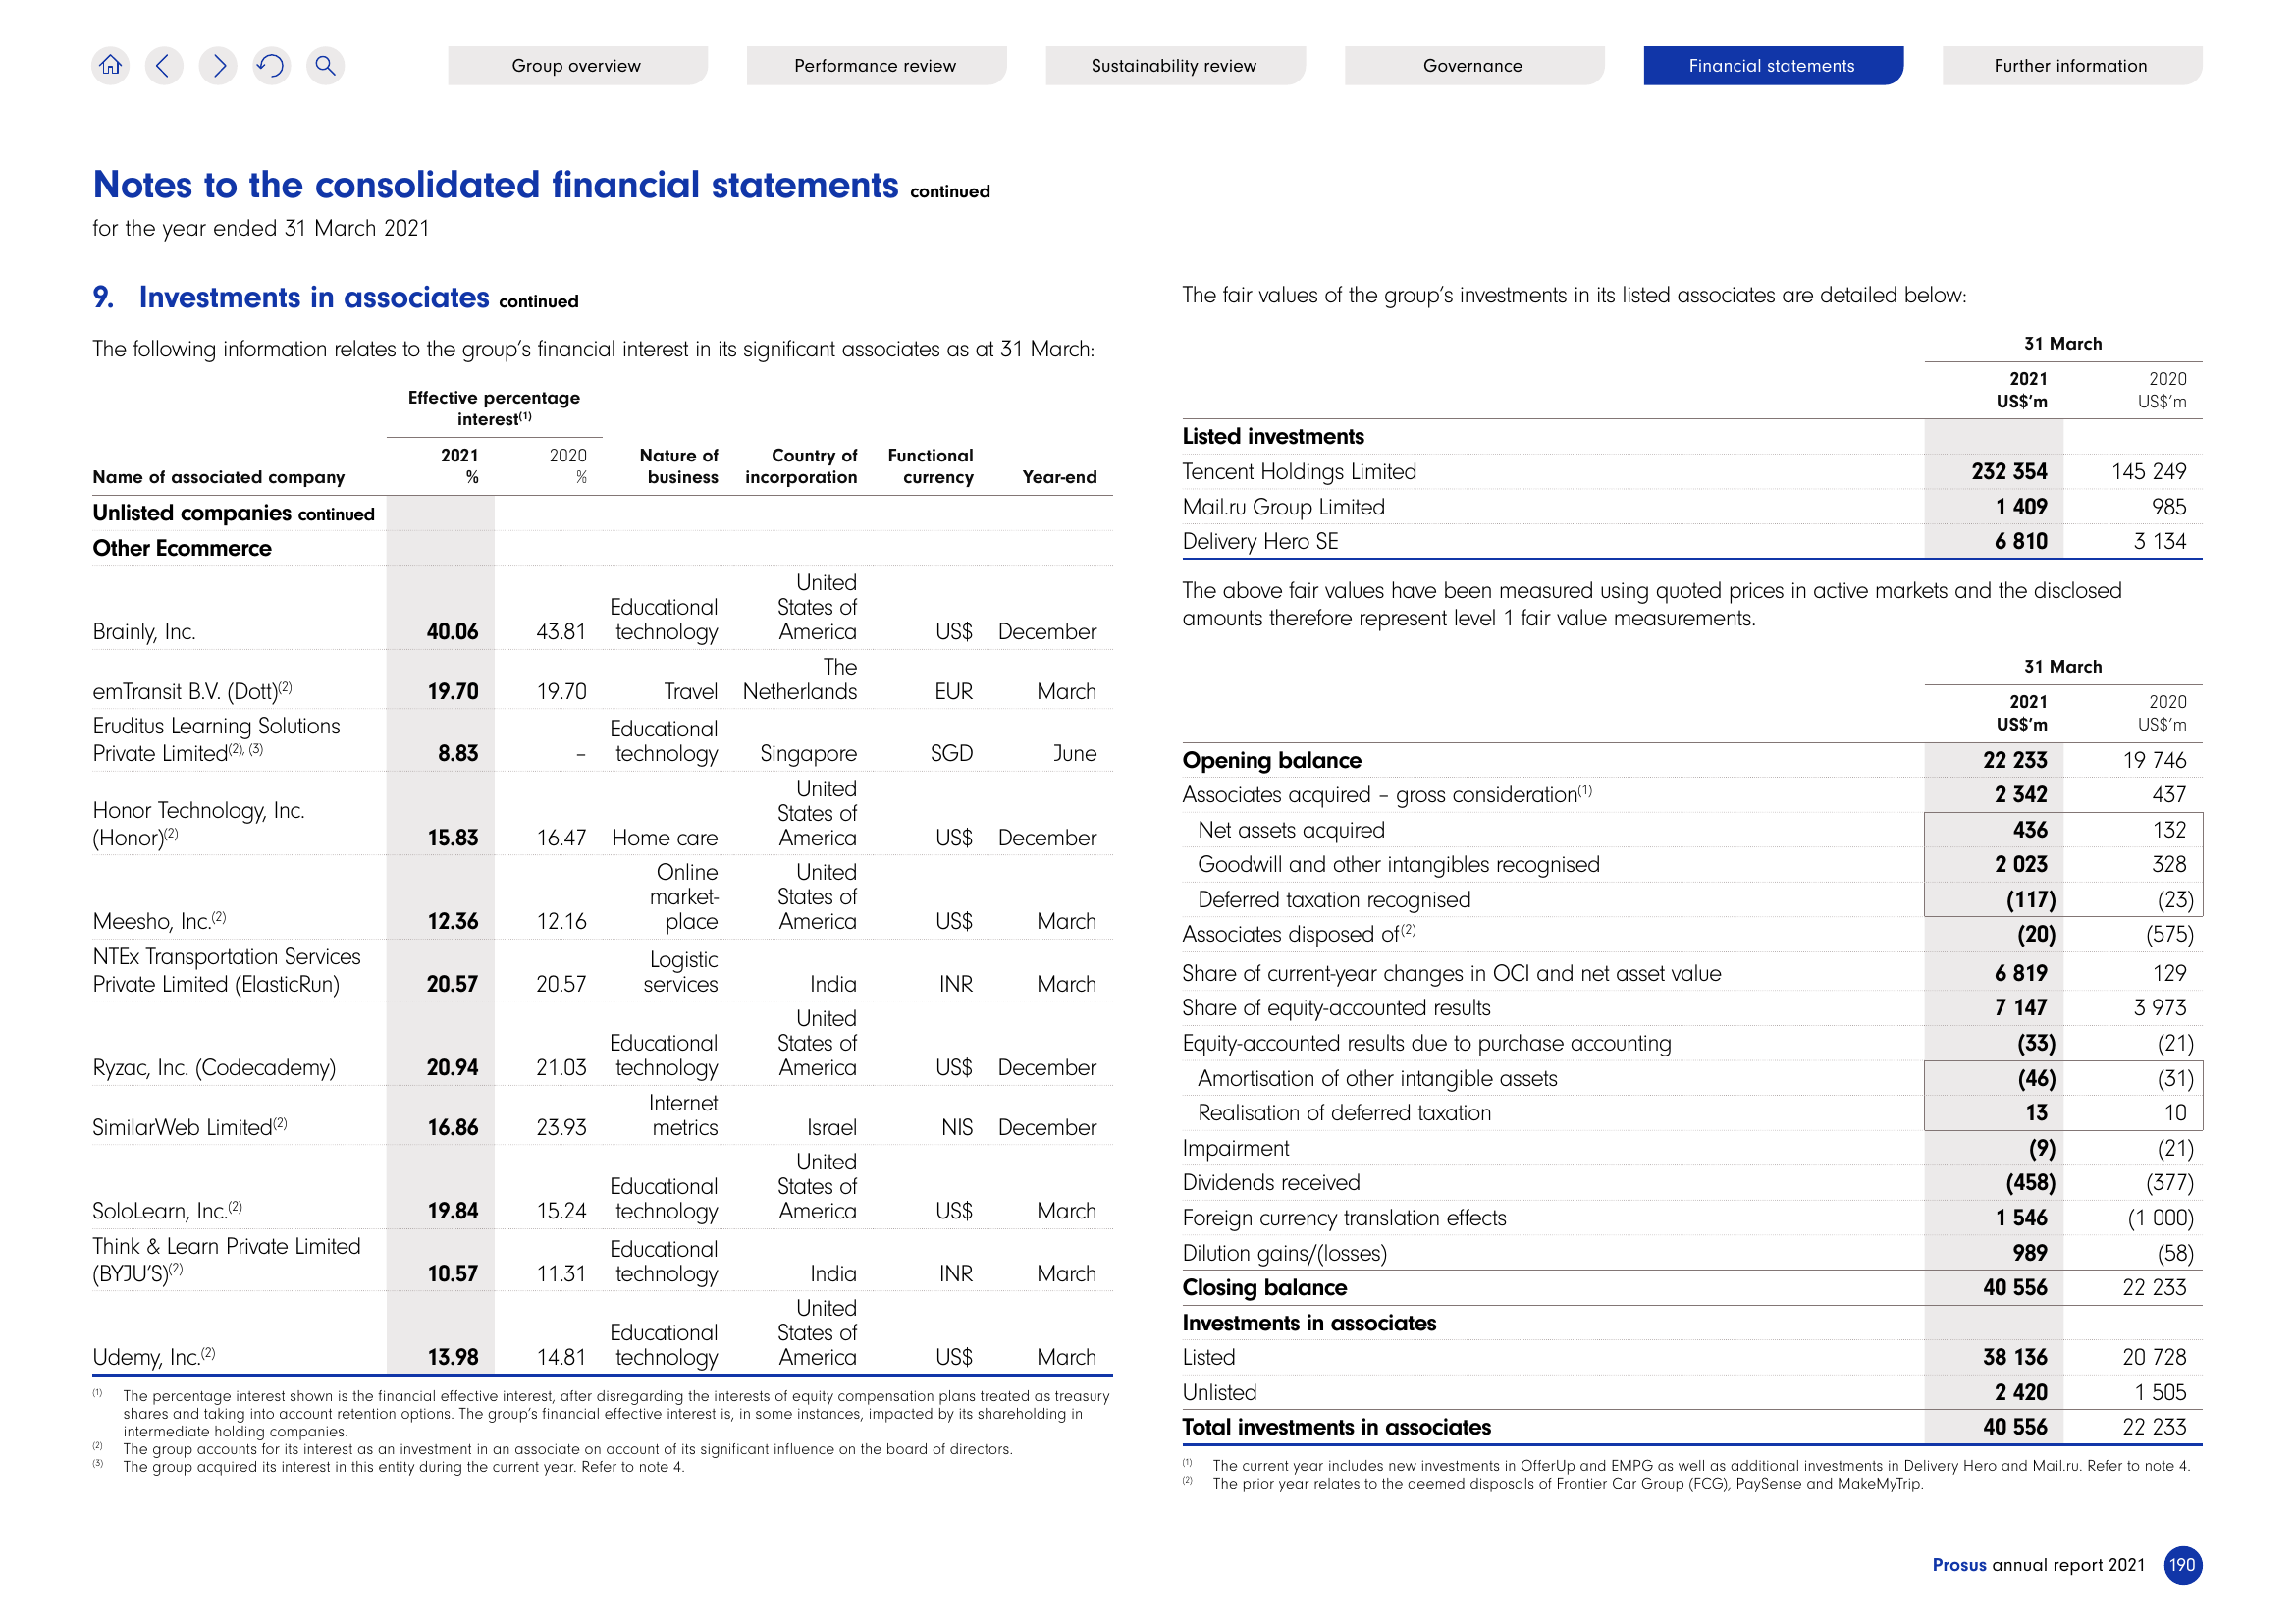 Group overview
Performance review
Sustainability review
Governance
Financial statements
Further information
Notes to the consolidated financial statements continued
for the year ended 31 March 2021
9. Investments in associates continued
The following information relates to the group's financial interest in its significant associates as at 31 March:
Effective percentage
interest(1)
2021 2020 Nature of Country of Functional
Name of associated company % % business incorporation currency Year-end
Unlisted companies continued
Other Ecommerce
United
Educational States of
Brainly, Inc. 40.06 43.81 technology America US$ December
The
emTransit B.V. (Dott)(2) 19.70 19.70 Travel Netherlands EUR March
Eruditus Learning Solutions Educational
Private Limited(2), (3) 8.83 – technology Singapore SGD June
United
Honor Technology, Inc. States of
(Honor)(2) 15.83 16.47 Home care America US$ December
Online United
market- States of
Meesho, Inc.(2) 12.36 12.16 place America US$ March
NTEx Transportation Services Logistic
Private Limited (ElasticRun) 20.57 20.57 services India INR March
United
Educational States of
Ryzac, Inc. (Codecademy) 20.94 21.03 technology America US$ December
Internet
SimilarWeb Limited(2) 16.86 23.93 metrics Israel NIS December
United
Educational States of
SoloLearn, Inc.(2) 19.84 15.24 technology America US$ March
Think & Learn Private Limited Educational
(BYJU'S)(2) 10.57 11.31 technology India INR March
United
Educational States of
Udemy, Inc.(2) 13.98 14.81 technology America US$ March
(1) The percentage interest shown is the financial effective interest, after disregarding the interests of equity compensation plans treated as treasury
shares and taking into account retention options. The group's financial effective interest is, in some instances, impacted by its shareholding in
intermediate holding companies.
(2) The group accounts for its interest as an investment in an associate on account of its significant influence on the board of directors.
(3) The group acquired its interest in this entity during the current year. Refer to note 4.
The fair values of the group's investments in its listed associates are detailed below:
31 March
2021 2020
US$'m US$'m
Listed investments
Tencent Holdings Limited 232 354 145 249
Mail.ru Group Limited 1 409 985
Delivery Hero SE 6 810 3 134
The above fair values have been measured using quoted prices in active markets and the disclosed
amounts therefore represent level 1 fair value measurements.
31 March
2021 2020
US$'m US$'m
Opening balance 22 233 19 746
Associates acquired – gross consideration(1) 2 342 437
Net assets acquired 436 132
Goodwill and other intangibles recognised 2 023 328
Deferred taxation recognised (117) (23)
Associates disposed of(2) (20) (575)
Share of current-year changes in OCI and net asset value 6 819 129
Share of equity-accounted results 7 147 3 973
Equity-accounted results due to purchase accounting (33) (21)
Amortisation of other intangible assets (46) (31)
Realisation of deferred taxation 13 10
Impairment (9) (21)
Dividends received (458) (377)
Foreign currency translation effects 1 546 (1 000)
Dilution gains/(losses) 989 (58)
Closing balance 40 556 22 233
Investments in associates
Listed 38 136 20 728
Unlisted 2 420 1 505
Total investments in associates 40 556 22 233
(1) The current year includes new investments in OfferUp and EMPG as well as additional investments in Delivery Hero and Mail.ru. Refer to note 4.
(2) The prior year relates to the deemed disposals of Frontier Car Group (FCG), PaySense and MakeMyTrip.
Prosus annual report 2021 190